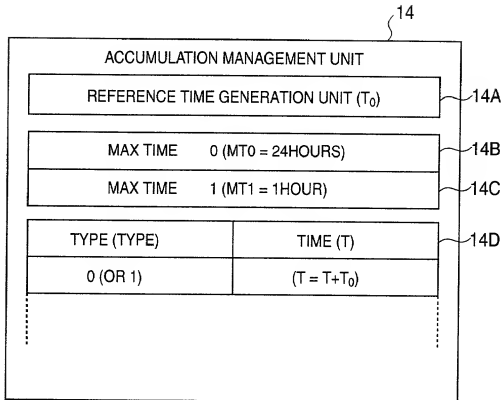 14
ACCUMULATION MANAGEMENT UNIT
REFERENCE TIME GENERATION UNIT (T₀) 14A
MAX TIME 0 (MT0 = 24HOURS) 14B
MAX TIME 1 (MT1 = 1HOUR) 14C
TYPE (TYPE) TIME (T) 14D
0 (OR 1) (T = T+T₀)